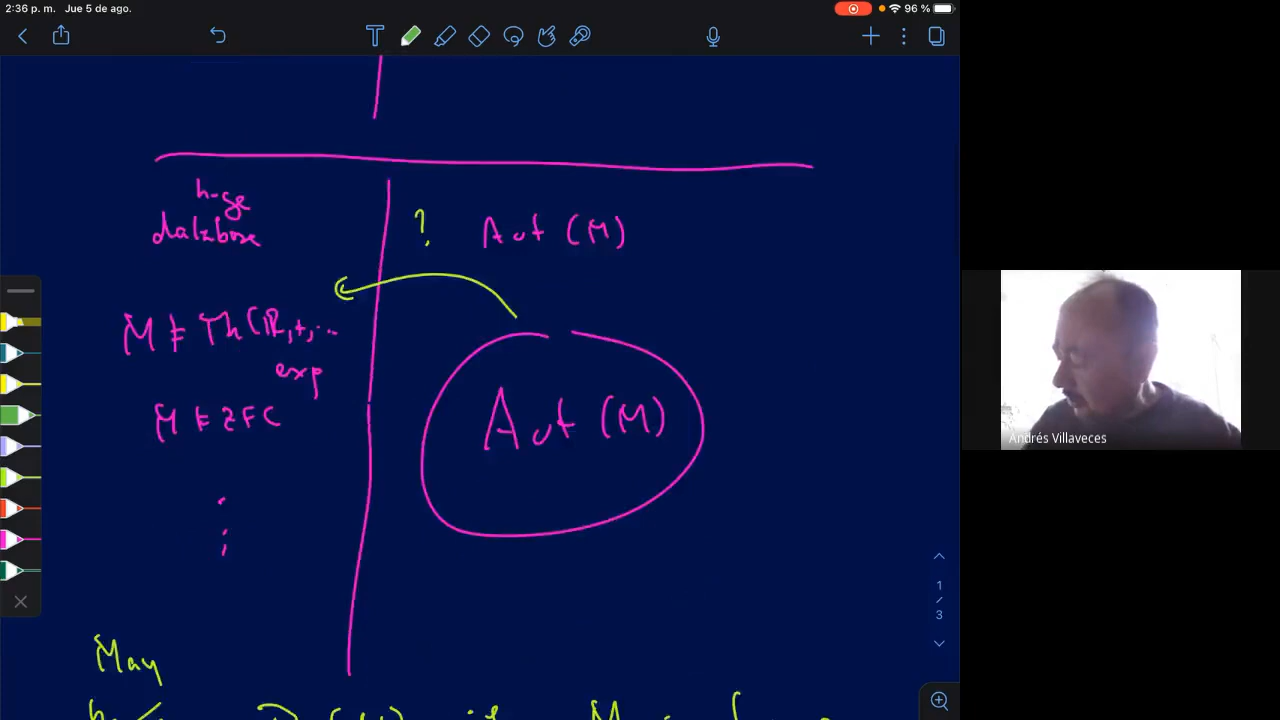 2:36 p. m. Jue 5 de ago.
96 %
huge
database
? Aut (M)
M ⊨ Th(ℝ,+,...
exp
M ⊨ ZFC
Aut (M)
⋮
1
/
3
May
Andrés Villaveces